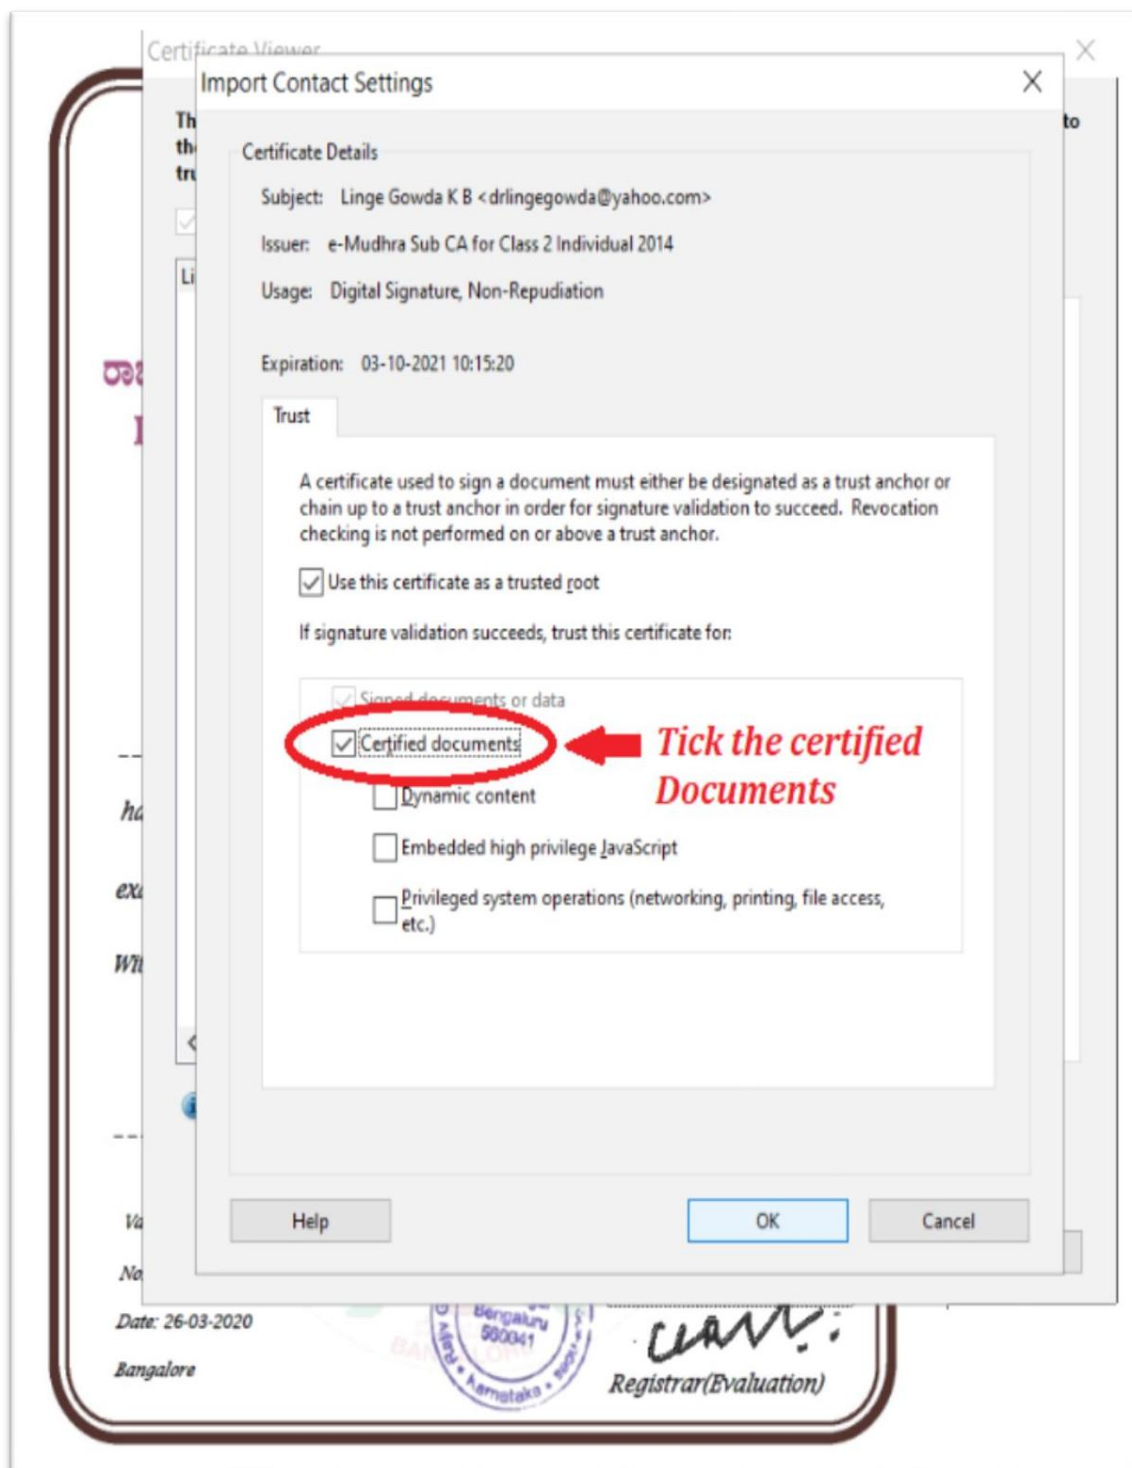 Certificate Viewer
Import Contact Settings
to
Certificate Details
Subject: Linge Gowda K B <drlingegowda@yahoo.com>
Issuer: e-Mudhra Sub CA for Class 2 Individual 2014
Usage: Digital Signature, Non-Repudiation
Expiration: 03-10-2021 10:15:20
Trust
A certificate used to sign a document must either be designated as a trust anchor or
chain up to a trust anchor in order for signature validation to succeed. Revocation
checking is not performed on or above a trust anchor.
Use this certificate as a trusted root
If signature validation succeeds, trust this certificate for:
Signed documents or data
Certified documents
Tick the certified
Documents
Dynamic content
Embedded high privilege JavaScript
Privileged system operations (networking, printing, file access,
etc.)
Help
OK
Cancel
Date: 26-03-2020
Bengaluru
560041
Karnataka
Bangalore
Registrar(Evaluation)